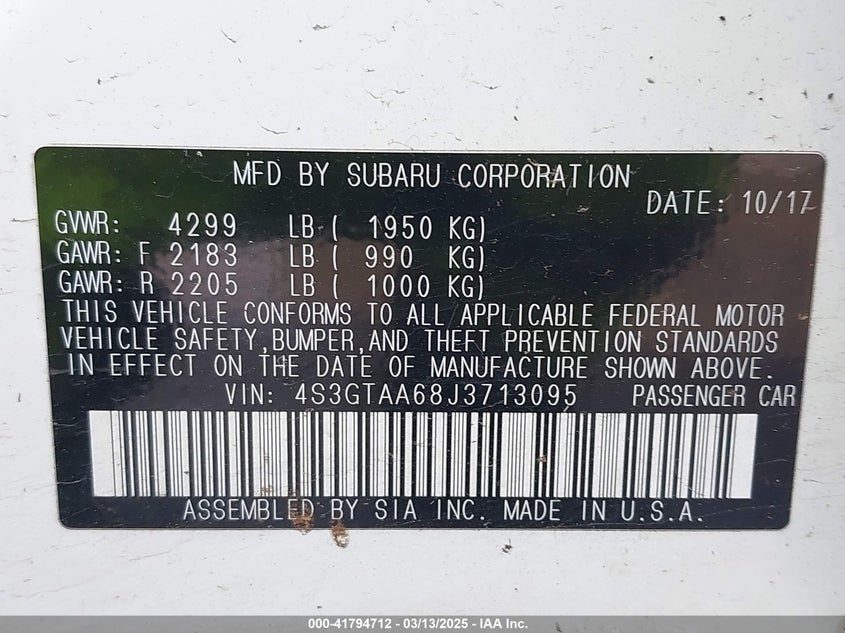 MFD BY SUBARU CORPORATION
DATE: 10/17
GVWR: 4299 LB ( 1950 KG)
GAWR: F 2183 LB ( 990 KG)
GAWR: R 2205 LB ( 1000 KG)
THIS VEHICLE CONFORMS TO ALL APPLICABLE FEDERAL MOTOR
VEHICLE SAFETY, BUMPER, AND THEFT PREVENTION STANDARDS
IN EFFECT ON THE DATE OF MANUFACTURE SHOWN ABOVE.
VIN: 4S3GTAA68J3713095 PASSENGER CAR
ASSEMBLED BY SIA INC. MADE IN U.S.A.
000-41794712 — 03/13/2025 - IAA Inc.